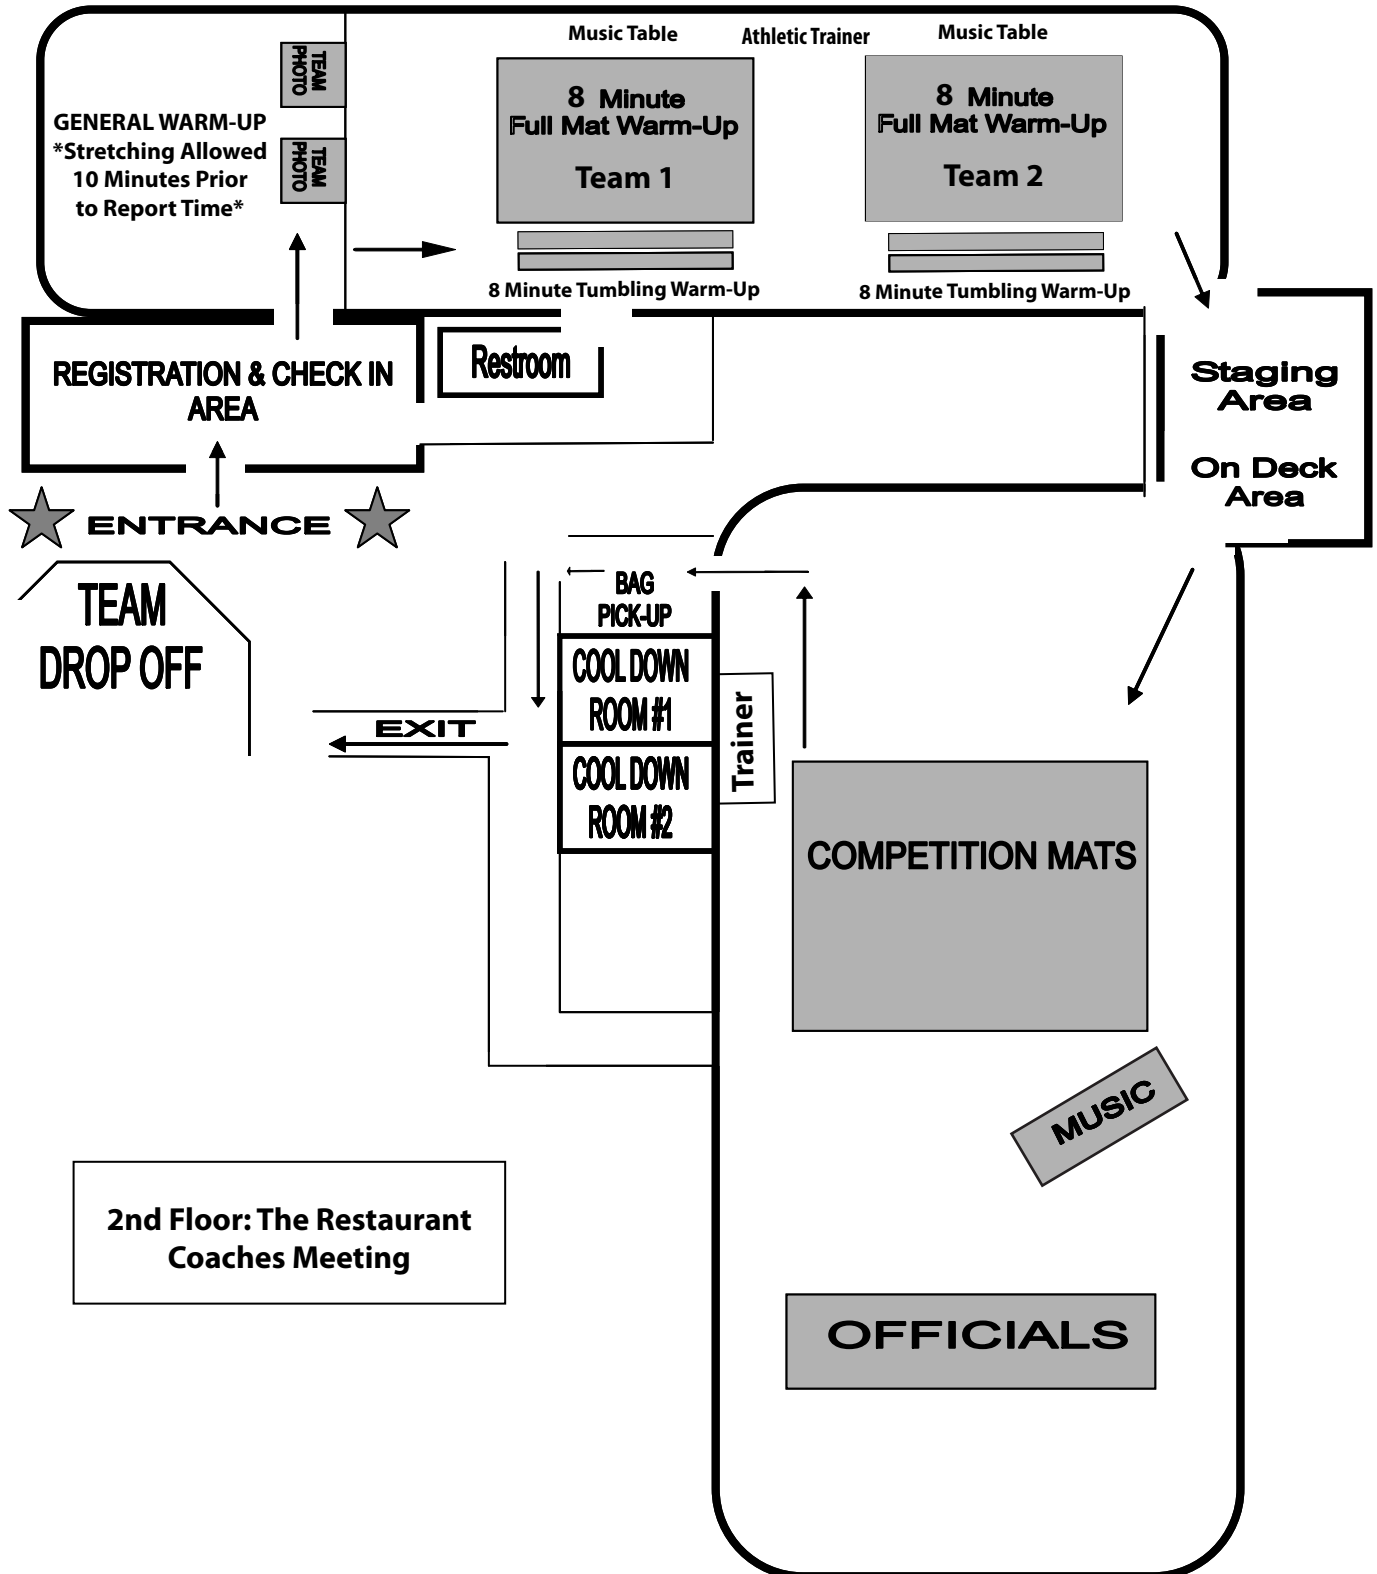 Music Table
Athletic Trainer
Music Table
TEAM
PHOTO
TEAM
PHOTO
GENERAL WARM-UP
*Stretching Allowed
10 Minutes Prior
to Report Time*
8 Minute
Full Mat Warm-Up
Team 1
8 Minute
Full Mat Warm-Up
Team 2
8 Minute Tumbling Warm-Up
8 Minute Tumbling Warm-Up
REGISTRATION & CHECK IN
AREA
Restroom
Staging
Area
On Deck
Area
ENTRANCE
TEAM
DROP OFF
BAG
PICK-UP
COOL DOWN
ROOM #1
EXIT
COOL DOWN
ROOM #2
Trainer
COMPETITION MATS
MUSIC
2nd Floor: The Restaurant
Coaches Meeting
OFFICIALS